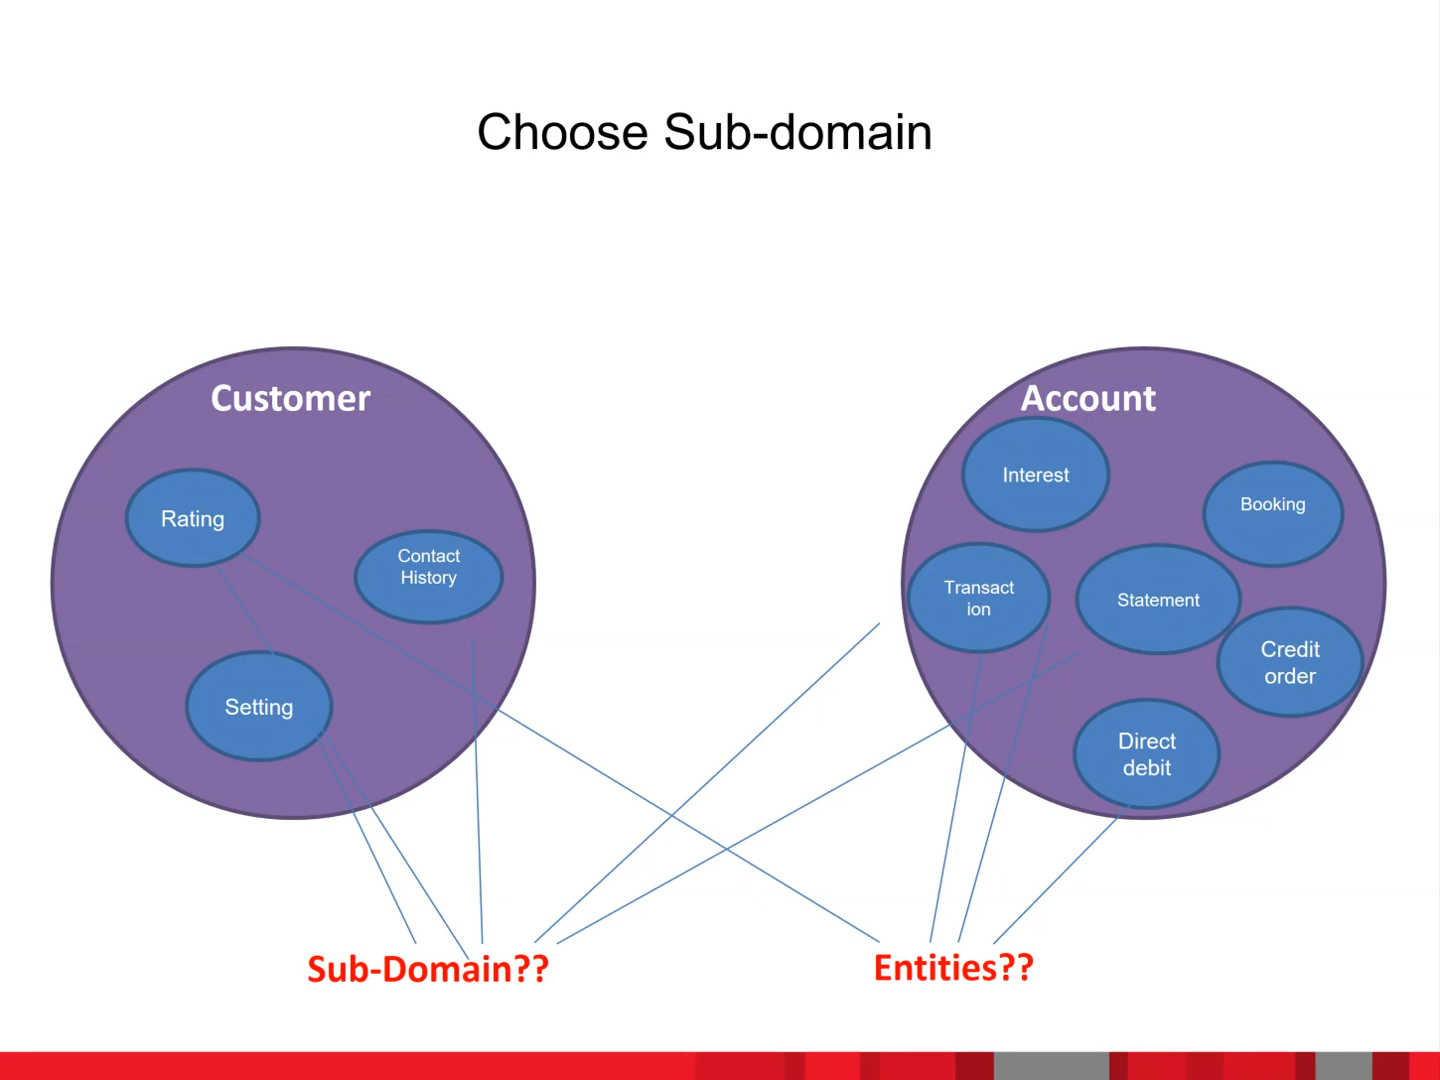 Choose Sub-domain
Customer
Rating
Contact
History
Setting
Account
Interest
Booking
Transact
ion
Statement
Credit
order
Direct
debit
Sub-Domain??
Entities??